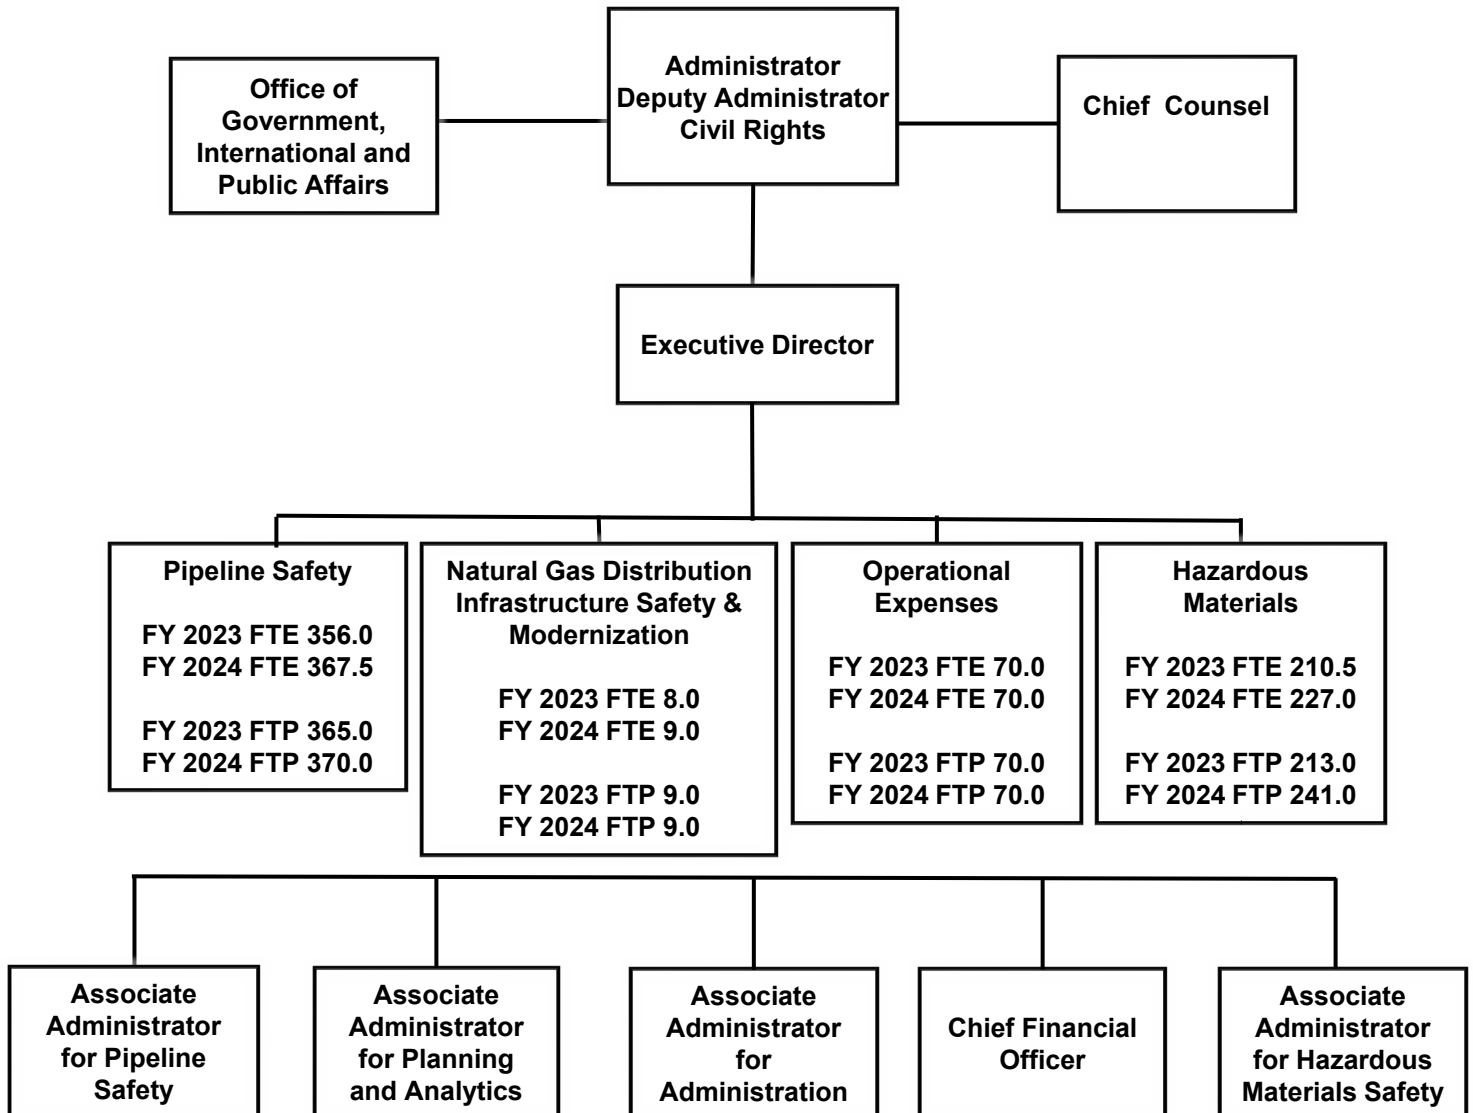 Office of
Government,
International and
Public Affairs
Administrator
Deputy Administrator
Civil Rights
Chief Counsel
Executive Director
Pipeline Safety
FY 2023 FTE 356.0
FY 2024 FTE 367.5
FY 2023 FTP 365.0
FY 2024 FTP 370.0
Natural Gas Distribution
Infrastructure Safety &
Modernization
FY 2023 FTE 8.0
FY 2024 FTE 9.0
FY 2023 FTP 9.0
FY 2024 FTP 9.0
Operational
Expenses
FY 2023 FTE 70.0
FY 2024 FTE 70.0
FY 2023 FTP 70.0
FY 2024 FTP 70.0
Hazardous
Materials
FY 2023 FTE 210.5
FY 2024 FTE 227.0
FY 2023 FTP 213.0
FY 2024 FTP 241.0
Associate
Administrator
for Pipeline
Safety
Associate
Administrator
for Planning
and Analytics
Associate
Administrator
for
Administration
Chief Financial
Officer
Associate
Administrator
for Hazardous
Materials Safety